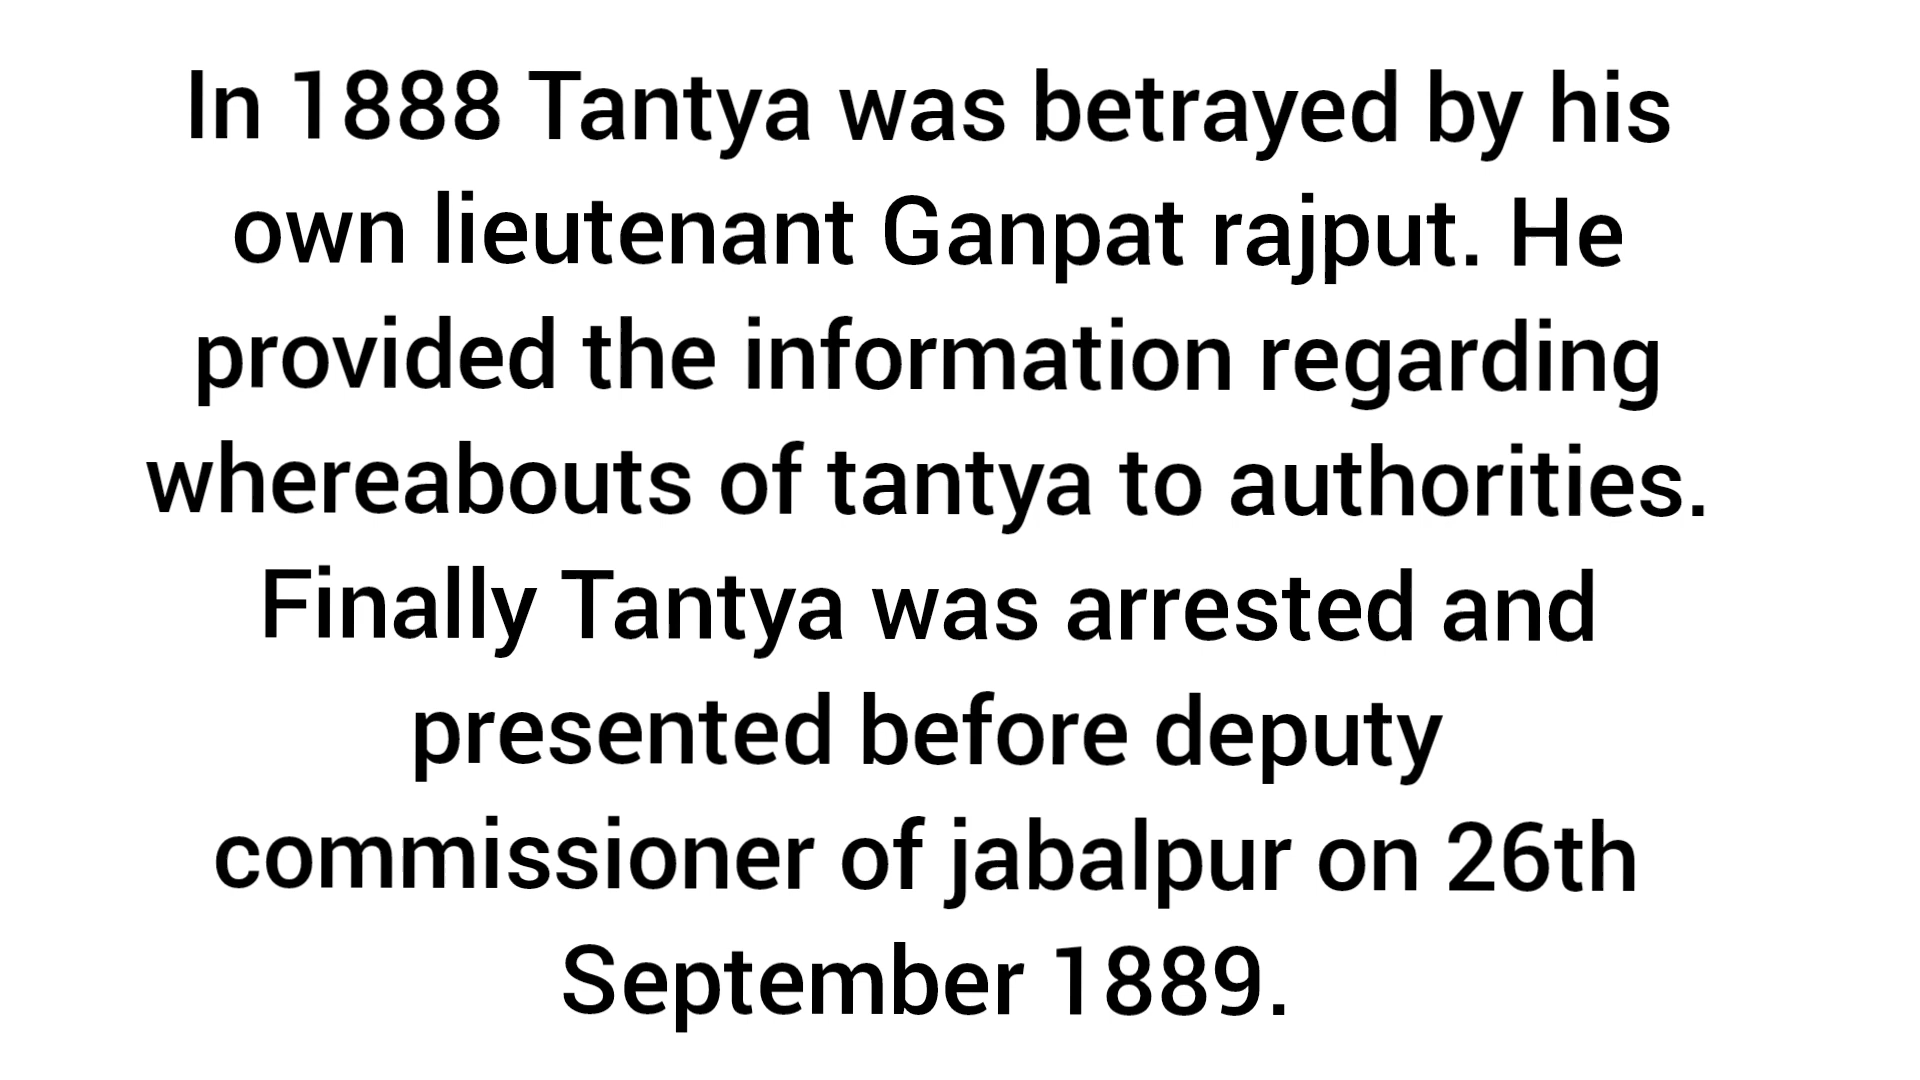 In 1888 Tantya was betrayed by his
own lieutenant Ganpat rajput. He
provided the information regarding
whereabouts of tantya to authorities.
Finally Tantya was arrested and
presented before deputy
commissioner of jabalpur on 26th
September 1889.